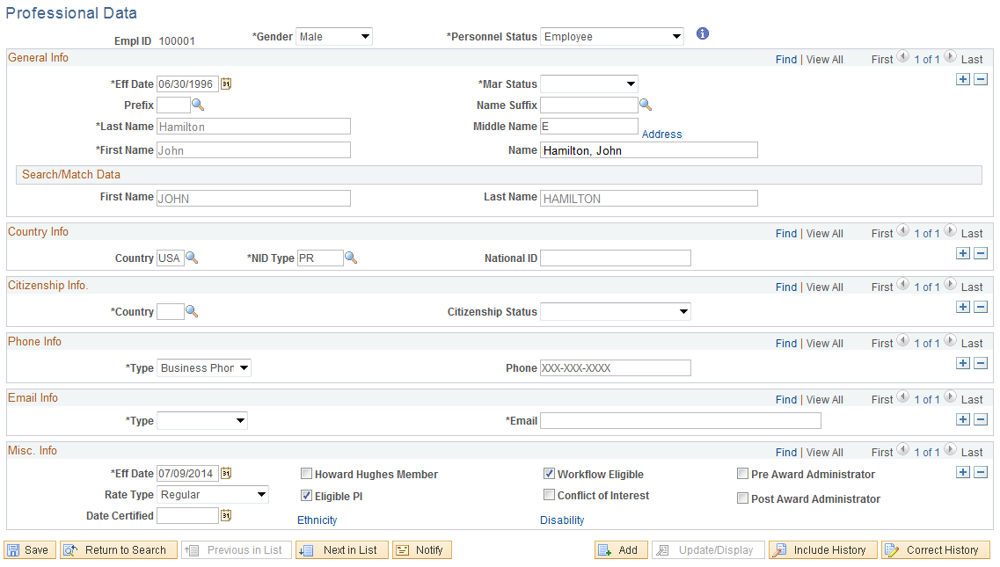 Professional Data
Empl ID 100001 *Gender Male *Personnel Status Employee
General Info Find | View All First 1 of 1 Last
*Eff Date 06/30/1996 *Mar Status
Prefix Name Suffix
*Last Name Hamilton Middle Name E
Address
*First Name John Name Hamilton, John
Search/Match Data
First Name JOHN Last Name HAMILTON
Country Info Find | View All First 1 of 1 Last
Country USA *NID Type PR National ID
Citizenship Info. Find | View All First 1 of 1 Last
*Country Citizenship Status
Phone Info Find | View All First 1 of 1 Last
*Type Business Phor Phone XXX-XXX-XXXX
Email Info Find | View All First 1 of 1 Last
*Type *Email
Misc. Info Find | View All First 1 of 1 Last
*Eff Date 07/09/2014 Howard Hughes Member Workflow Eligible Pre Award Administrator
Rate Type Regular Eligible PI Conflict of Interest Post Award Administrator
Date Certified Ethnicity Disability
Save Return to Search Previous in List Next in List Notify Add Update/Display Include History Correct History